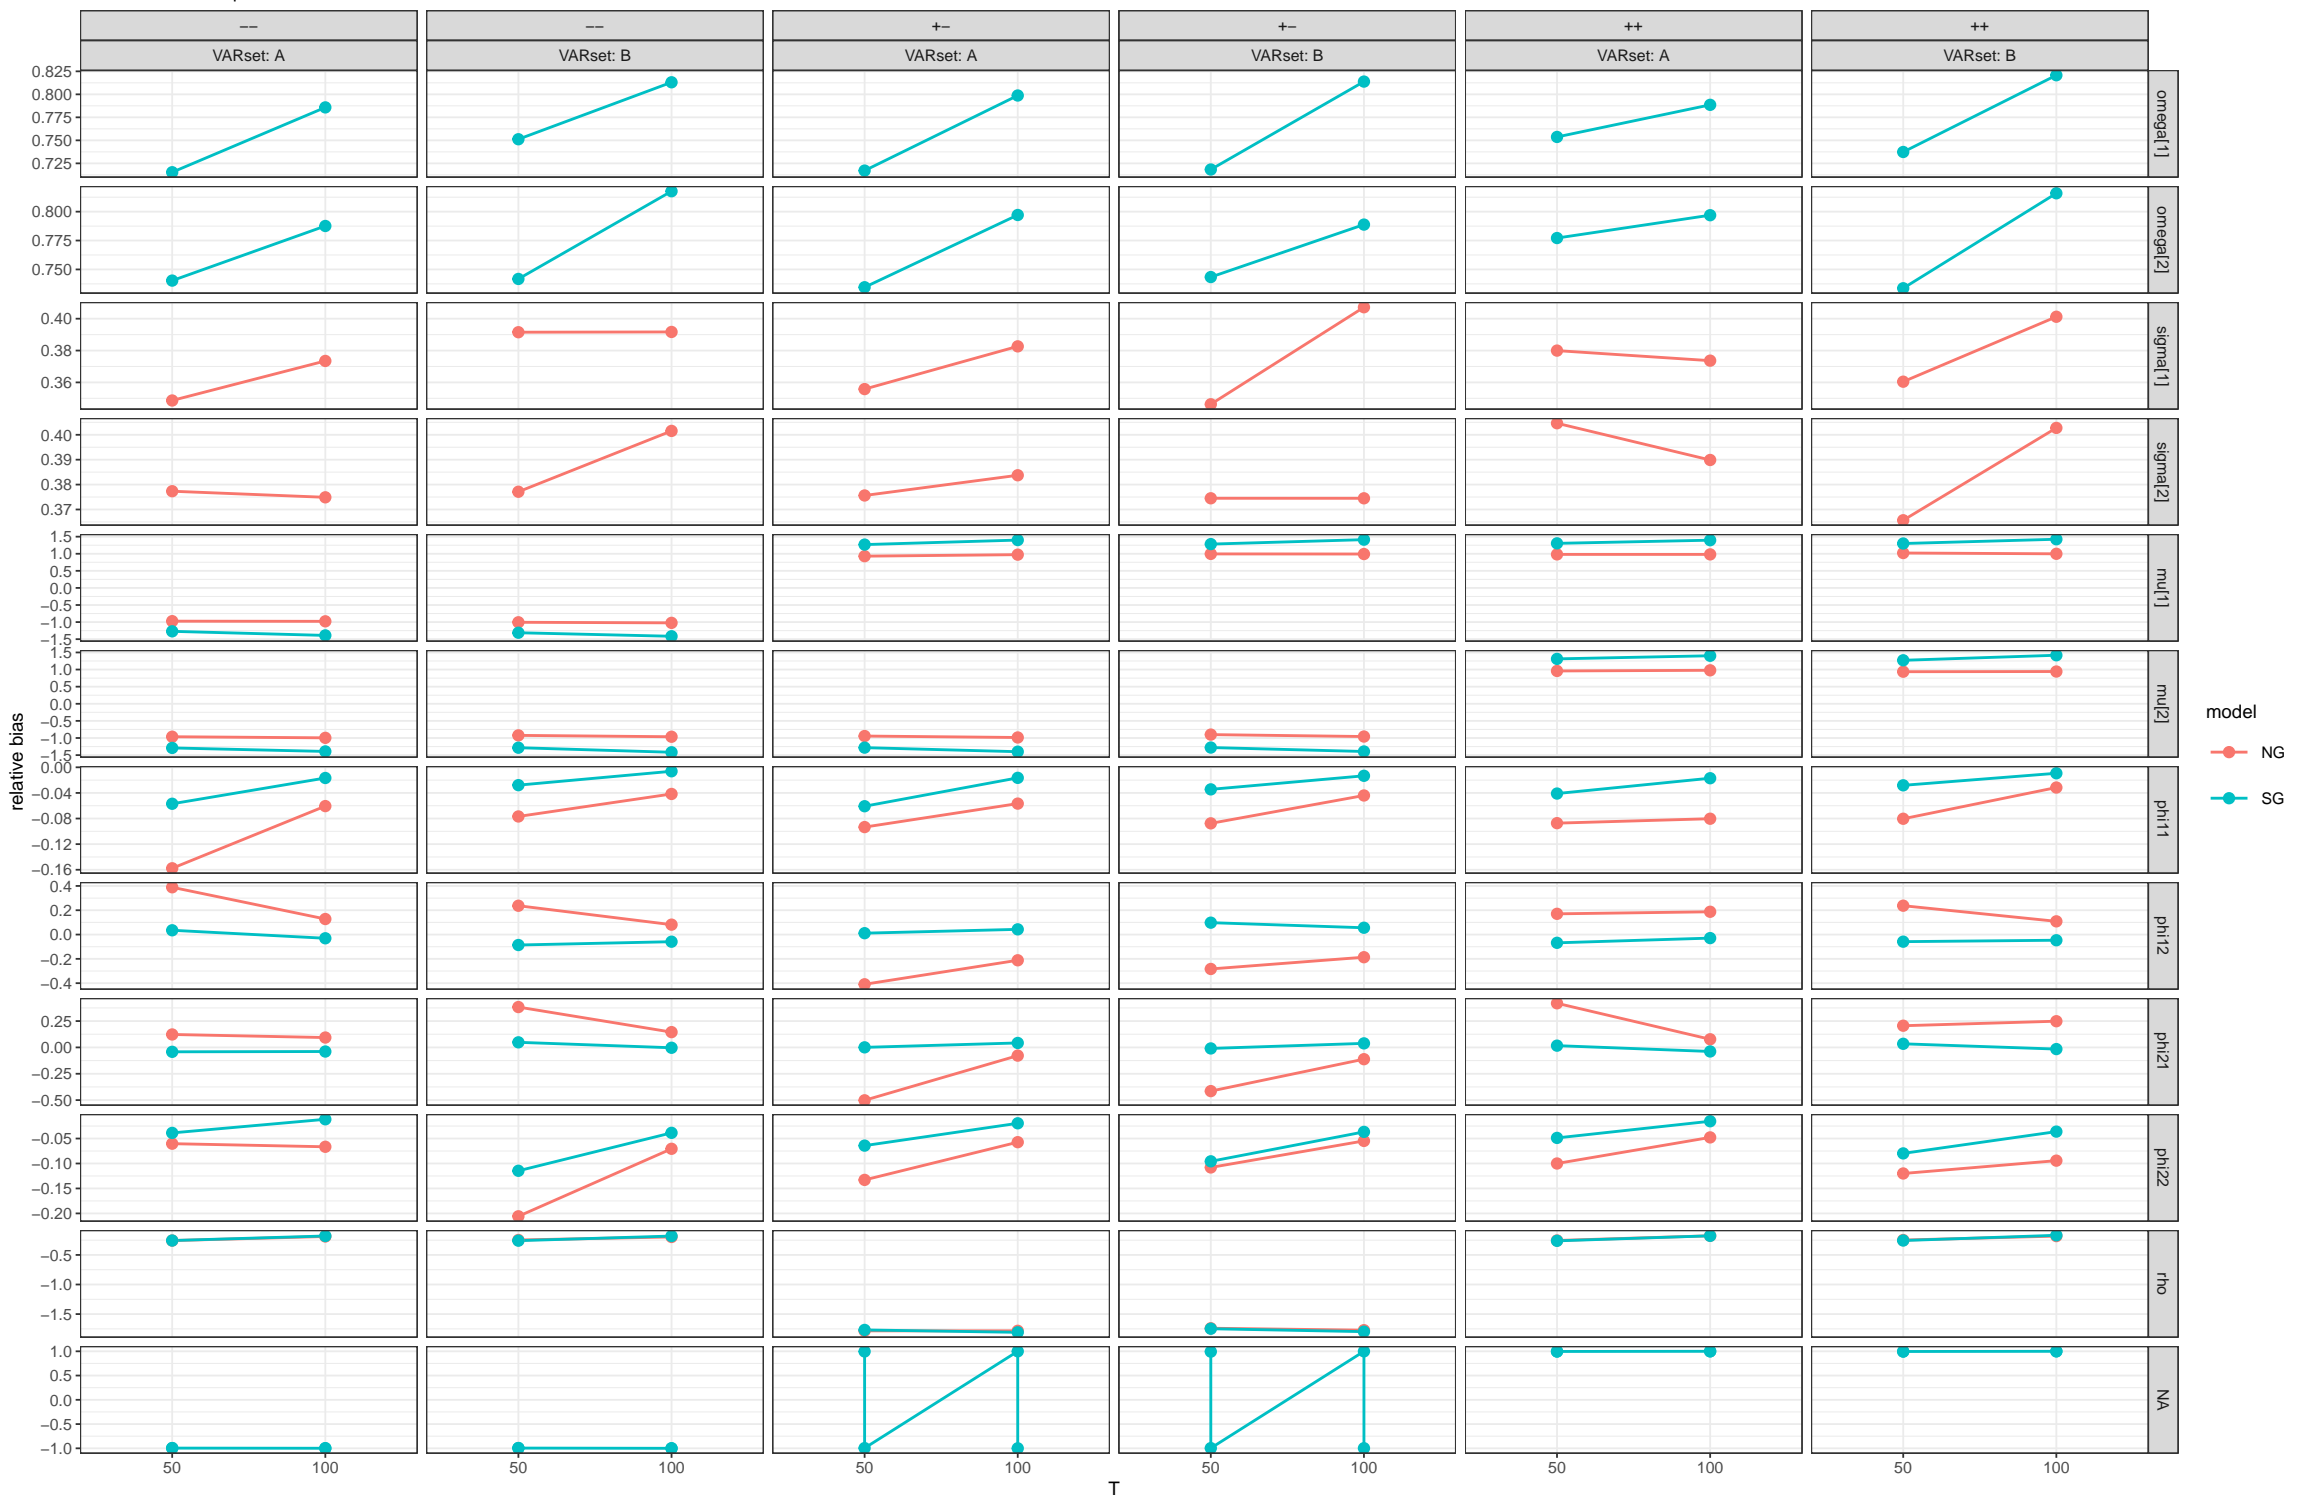 −− −− +− +− ++ ++
VARset: A VARset: B VARset: A VARset: B VARset: A VARset: B
0.825
0.800
0.775
0.750
0.725
omega[1]
0.800
0.775
0.750
omega[2]
0.40
0.38
0.36
sigma[1]
0.40
0.39
0.38
0.37
sigma[2]
1.5
1.0
0.5
0.0
−0.5
−1.0
−1.5
mu[1]
1.5
1.0
0.5
0.0
−0.5
−1.0
−1.5
mu[2]
0.00
−0.04
−0.08
−0.12
−0.16
phi11
0.4
0.2
0.0
−0.2
−0.4
phi12
0.25
0.00
−0.25
−0.50
phi21
−0.05
−0.10
−0.15
−0.20
phi22
−0.5
−1.0
−1.5
rho
1.0
0.5
0.0
−0.5
−1.0
NA
50 100 50 100 50 100 50 100 50 100 50 100
T
relative bias
model
NG
SG